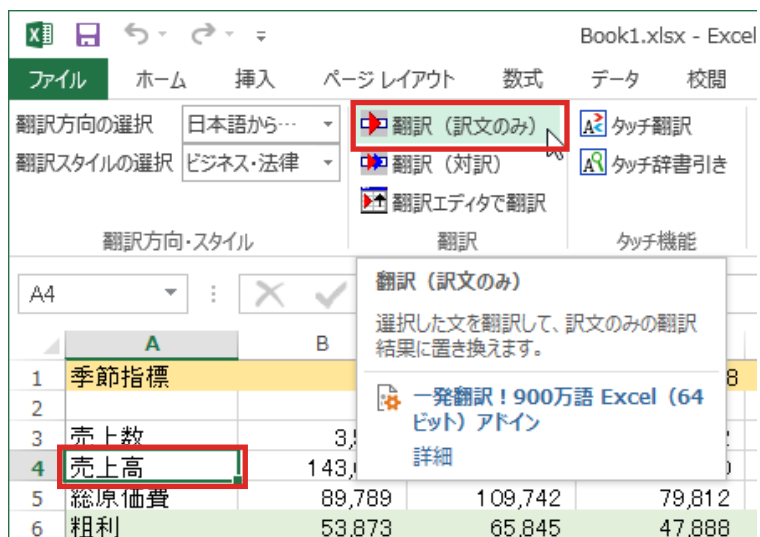 Book1.xlsx - Excel
ファイル ホーム 挿入 ページ レイアウト 数式 データ 校閲
翻訳方向の選択 日本語から… 翻訳（訳文のみ） タッチ翻訳
翻訳スタイルの選択 ビジネス・法律 翻訳（対訳） タッチ辞書引き
翻訳エディタで翻訳
翻訳方向・スタイル 翻訳 タッチ機能
A4
翻訳（訳文のみ）
選択した文を翻訳して、訳文のみの翻訳
結果に置き換えます。
一発翻訳！900万語 Excel（64
ビット）アドイン
詳細
A B
1 季節指標 8
2
3 売上数 3,
4 売上高 143,
5 総原価費 89,789 109,742 79,812
6 粗利 53,873 65,845 47,888